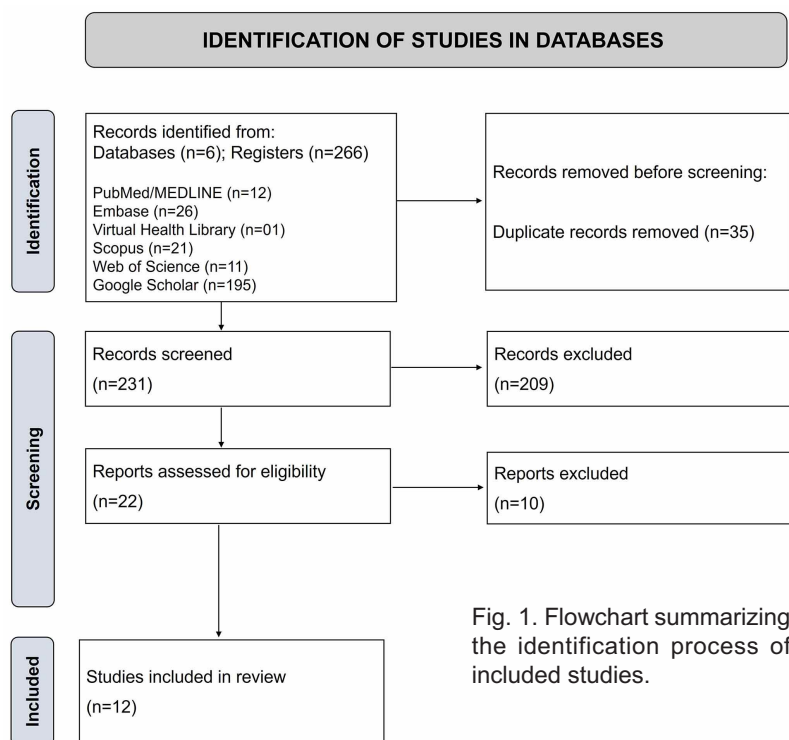 IDENTIFICATION OF STUDIES IN DATABASES
Identification
Records identified from:
Databases (n=6); Registers (n=266)
PubMed/MEDLINE (n=12)
Embase (n=26)
Virtual Health Library (n=01)
Scopus (n=21)
Web of Science (n=11)
Google Scholar (n=195)
Records removed before screening:
Duplicate records removed (n=35)
Screening
Records screened
(n=231)
Records excluded
(n=209)
Reports assessed for eligibility
(n=22)
Reports excluded
(n=10)
Included
Studies included in review
(n=12)
Fig. 1. Flowchart summarizing
the identification process of
included studies.